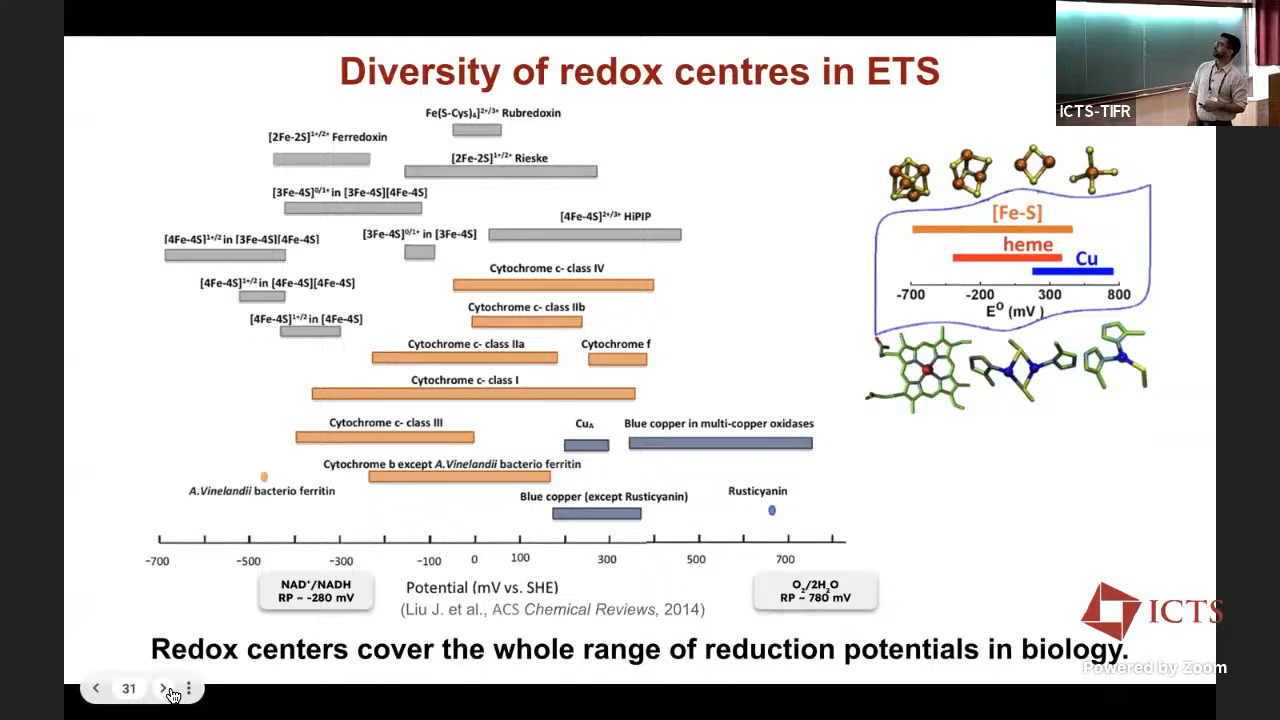 Diversity of redox centres in ETS
ICTS-TIFR
Fe(S-Cys)₄]²⁺/³⁺ Rubredoxin
[2Fe-2S]¹⁺/²⁺ Ferredoxin
[2Fe-2S]¹⁺/²⁺ Rieske
[3Fe-4S]⁰/¹⁺ in [3Fe-4S][4Fe-4S]
[4Fe-4S]²⁺/³⁺ HiPIP
[3Fe-4S]⁰/¹⁺ in [3Fe-4S]
[4Fe-4S]¹⁺/² in [3Fe-4S][4Fe-4S]
Cytochrome c- class IV
[4Fe-4S]¹⁺/² in [4Fe-4S][4Fe-4S]
Cytochrome c- class IIb
[4Fe-4S]¹⁺/² in [4Fe-4S]
Cytochrome c- class IIa
Cytochrome f
Cytochrome c- class I
Cytochrome c- class III
CuA
Blue copper in multi-copper oxidases
Cytochrome b except A.Vinelandii bacterio ferritin
A.Vinelandii bacterio ferritin
Blue copper (except Rusticyanin)
Rusticyanin
-700 -500 -300 -100 0 100 300 500 700
Potential (mV vs. SHE)
NAD⁺/NADH
RP ~ -280 mV
O₂/2H₂O
RP ~ 780 mV
(Liu J. et al., ACS Chemical Reviews, 2014)
[Fe-S]
heme
Cu
-700 -200 300 800
E⁰ (mV )
Redox centers cover the whole range of reduction potentials in biology.
ICTS
Powered by Zoom
31